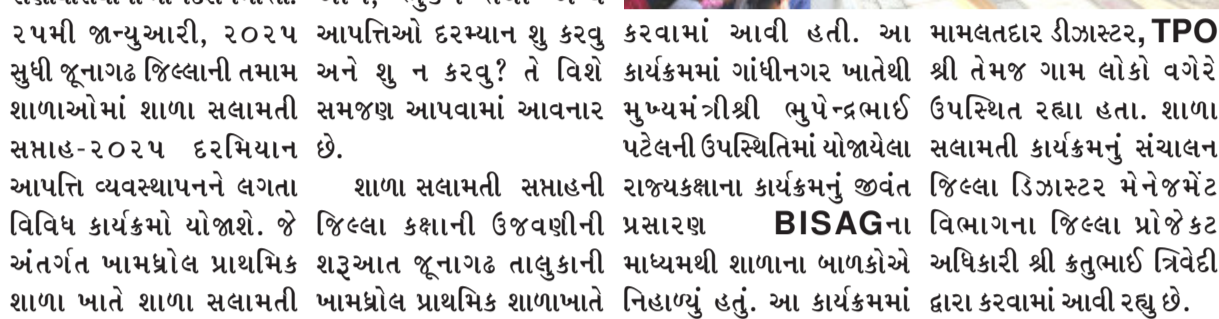 ૨૫મી જાન્યુઆરી, ૨૦૨૫
સુધી જૂનાગઢ જિલ્લાની તમામ
શાળાઓમાં શાળા સલામતી
સપ્તાહ-૨૦૨૫ દરમિયાન
આપત્તિ વ્યવસ્થાપનને લગતા
વિવિધ કાર્યક્રમો યોજાશે. જે
અંતર્ગત ખામધ્રોલ પ્રાથમિક
શાળા ખાતે શાળા સલામતી
આપત્તિઓ દરમ્યાન શુ કરવુ
અને શુ ન કરવુ? તે વિશે
સમજણ આપવામાં આવનાર
છે.
શાળા સલામતી સપ્તાહની
જિલ્લા કક્ષાની ઉજવણીની
શરૂઆત જૂનાગઢ તાલુકાની
ખામધ્રોલ પ્રાથમિક શાળાખાતે
કરવામાં આવી હતી. આ
કાર્યક્રમમાં ગાંધીનગર ખાતેથી
મુખ્યમંત્રીશ્રી ભુપેન્દ્રભાઈ
પટેલની ઉપસ્થિતિમાં યોજાયેલા
રાજ્યકક્ષાના કાર્યક્રમનું જીવંત
પ્રસારણ BISAGના
માધ્યમથી શાળાના બાળકોએ
નિહાળ્યું હતું. આ કાર્યક્રમમાં
મામલતદાર ડીઝાસ્ટર, TPO
શ્રી તેમજ ગામ લોકો વગેરે
ઉપસ્થિત રહ્યા હતા. શાળા
સલામતી કાર્યક્રમનું સંચાલન
જિલ્લા ડિઝાસ્ટર મેનેજમેંટ
વિભાગના જિલ્લા પ્રોજેકટ
અધિકારી શ્રી ક્રતુભાઈ ત્રિવેદી
દ્વારા કરવામાં આવી રહ્યુ છે.